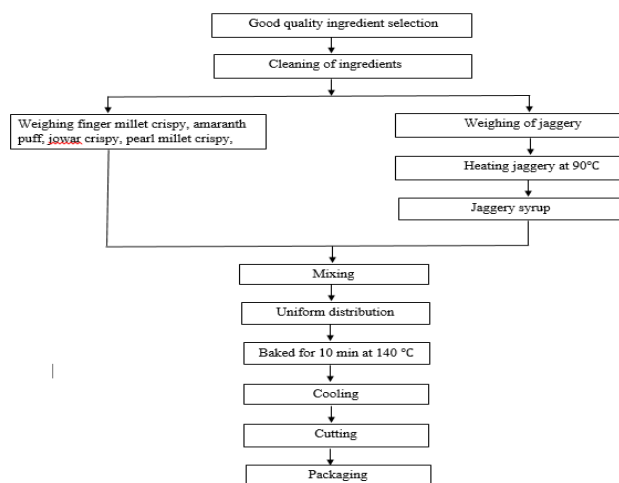 Good quality ingredient selection
Cleaning of ingredients
Weighing finger millet crispy, amaranth
puff, jowar crispy, pearl millet crispy,
Weighing of jaggery
Heating jaggery at 90°C
Jaggery syrup
Mixing
Uniform distribution
Baked for 10 min at 140 °C
Cooling
Cutting
Packaging